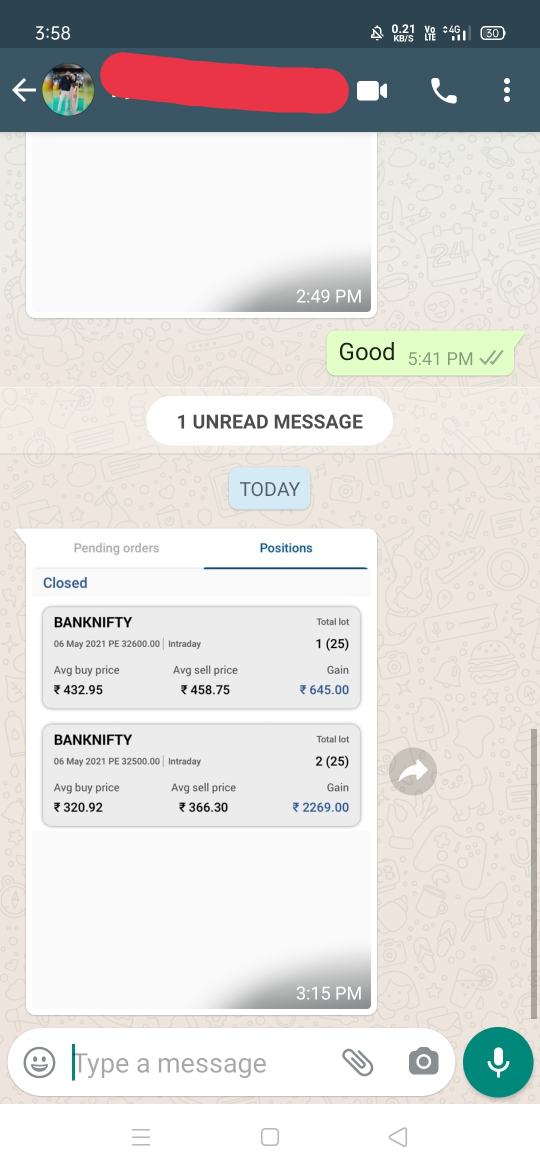 3:58 0.21 KB/S Vo LTE 4G 30
2:49 PM
Good 5:41 PM
1 UNREAD MESSAGE
TODAY
Pending orders Positions
Closed
BANKNIFTY Total lot
06 May 2021 PE 32600.00 | Intraday 1 (25)
Avg buy price Avg sell price Gain
₹ 432.95 ₹ 458.75 ₹ 645.00
BANKNIFTY Total lot
06 May 2021 PE 32500.00 | Intraday 2 (25)
Avg buy price Avg sell price Gain
₹ 320.92 ₹ 366.30 ₹ 2269.00
3:15 PM
Type a message